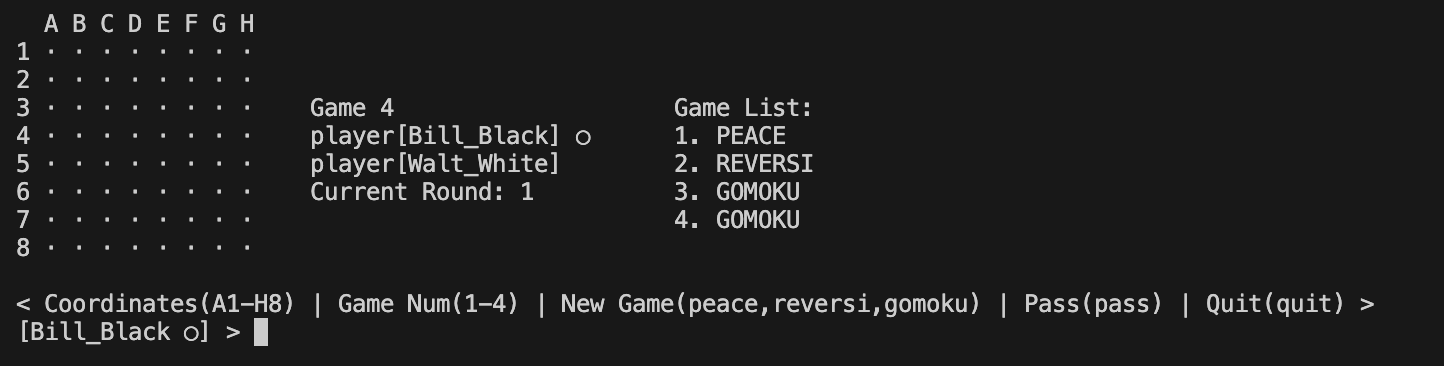 A B C D E F G H
1 · · · · · · · ·
2 · · · · · · · ·
3 · · · · · · · ·    Game 4                    Game List:
4 · · · · · · · ·    player[Bill_Black] ○      1. PEACE
5 · · · · · · · ·    player[Walt_White]        2. REVERSI
6 · · · · · · · ·    Current Round: 1          3. GOMOKU
7 · · · · · · · ·                              4. GOMOKU
8 · · · · · · · ·
< Coordinates(A1-H8) | Game Num(1-4) | New Game(peace,reversi,gomoku) | Pass(pass) | Quit(quit) >
[Bill_Black ○] >